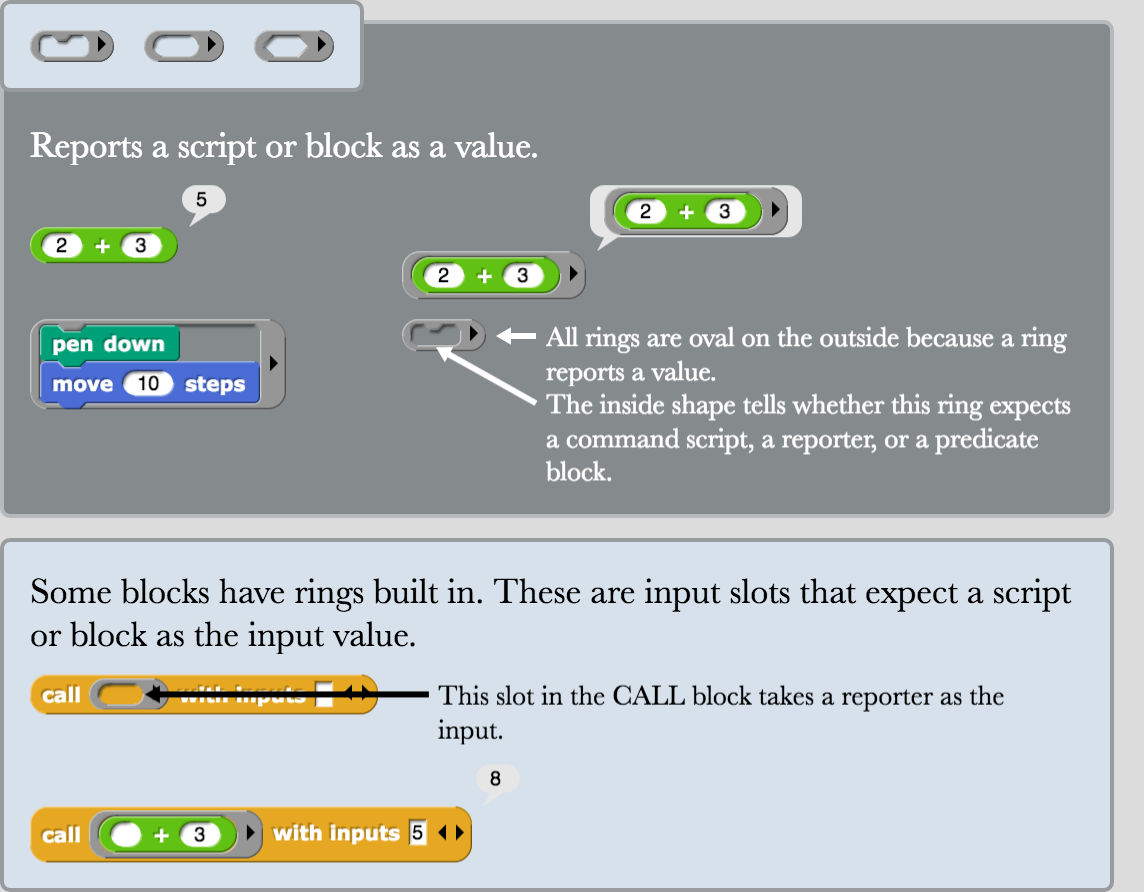 Reports a script or block as a value.
5
2 + 3
2 + 3
2 + 3
pen down
move 10 steps
All rings are oval on the outside because a ring
reports a value.
The inside shape tells whether this ring expects
a command script, a reporter, or a predicate
block.
Some blocks have rings built in. These are input slots that expect a script
or block as the input value.
call with inputs
This slot in the CALL block takes a reporter as the
input.
8
call + 3 with inputs 5